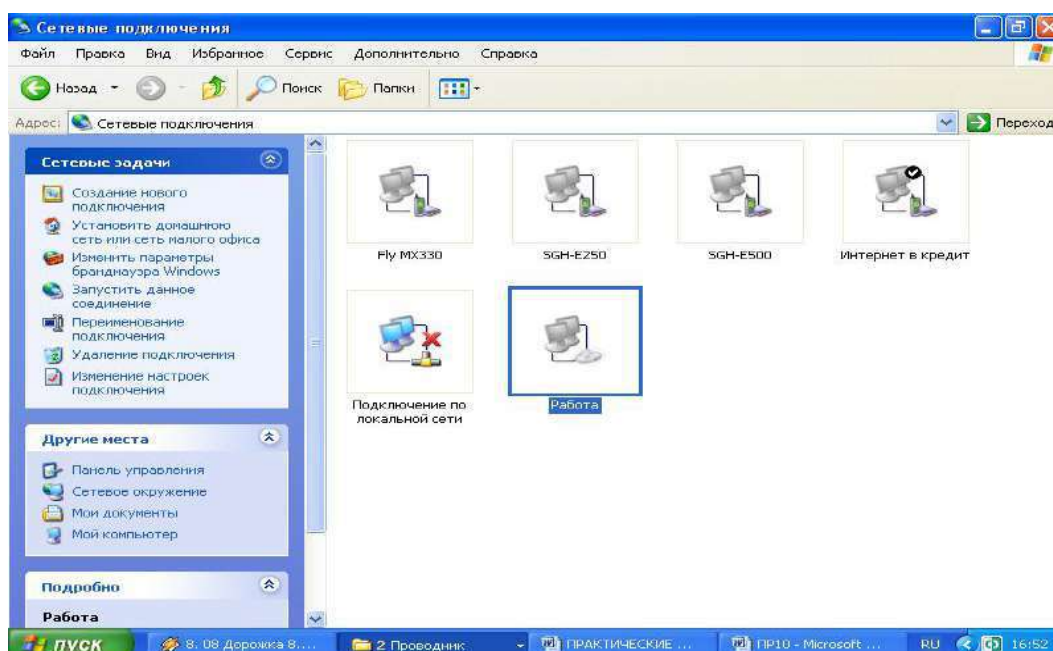 Сетевые подключения
Файл Правка Вид Избранное Сервис Дополнительно Справка
Назад Поиск Папки
Адрес: Сетевые подключения Переход
Сетевые задачи
Создание нового
подключения
Установить домашнюю
сеть или сеть малого офиса
Изменить параметры
брандмауэра Windows
Запустить данное
соединение
Переименование
подключения
Удаление подключения
Изменение настроек
подключения
Другие места
Панель управления
Сетевое окружение
Мои документы
Мой компьютер
Подробно
Работа
Fly MX330
SGH-E250
SGH-E500
Интернет в кредит
Подключение по
локальной сети
Работа
пуск
8. 08 Дорожка 8....
2 Проводник
ПРАКТИЧЕСКИЕ ...
ПР10 - Microsoft ...
RU
16:52